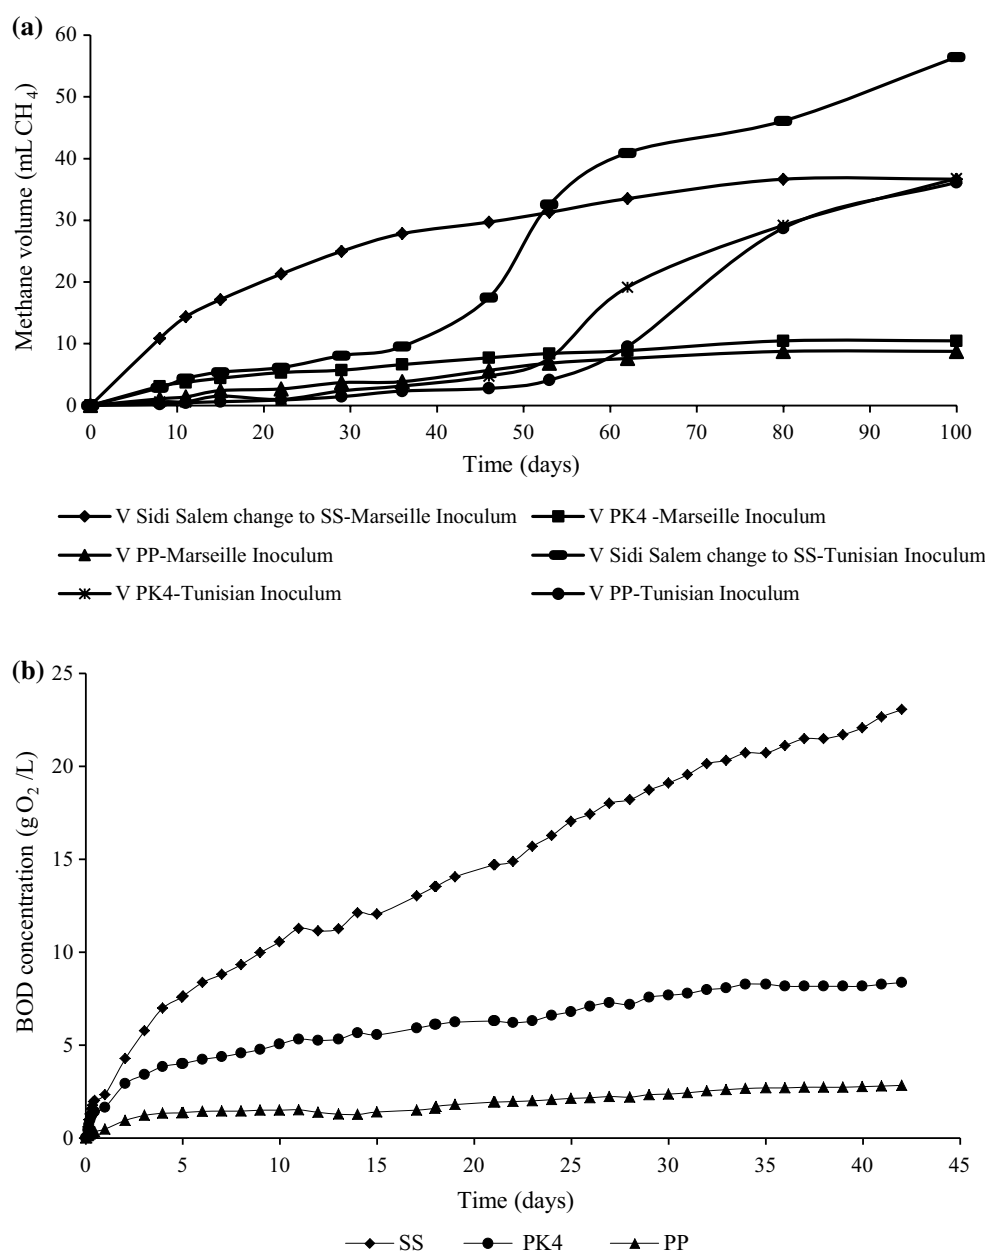 (a)
60
50
40
30
20
10
0
Methane volume (mL CH4)
0 10 20 30 40 50 60 70 80 90 100
Time (days)
V Sidi Salem change to SS-Marseille Inoculum
V PK4 -Marseille Inoculum
V PP-Marseille Inoculum
V Sidi Salem change to SS-Tunisian Inoculum
V PK4-Tunisian Inoculum
V PP-Tunisian Inoculum
(b)
25
20
15
10
5
0
BOD concentration (g O2 /L)
0 5 10 15 20 25 30 35 40 45
Time (days)
SS PK4 PP